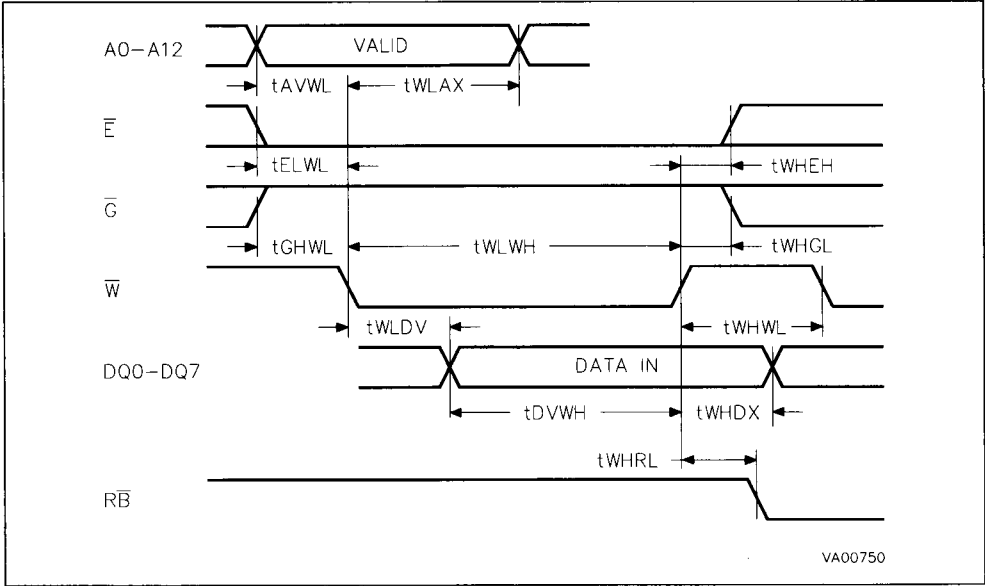 A0-A12
VALID
tAVWL
tWLAX
E̅
tELWL
tWHEH
G̅
tGHWL
tWLWH
tWHGL
W̅
tWLDV
tWHWL
DQ0-DQ7
DATA IN
tDVWH
tWHDX
tWHRL
RB̅
VA00750